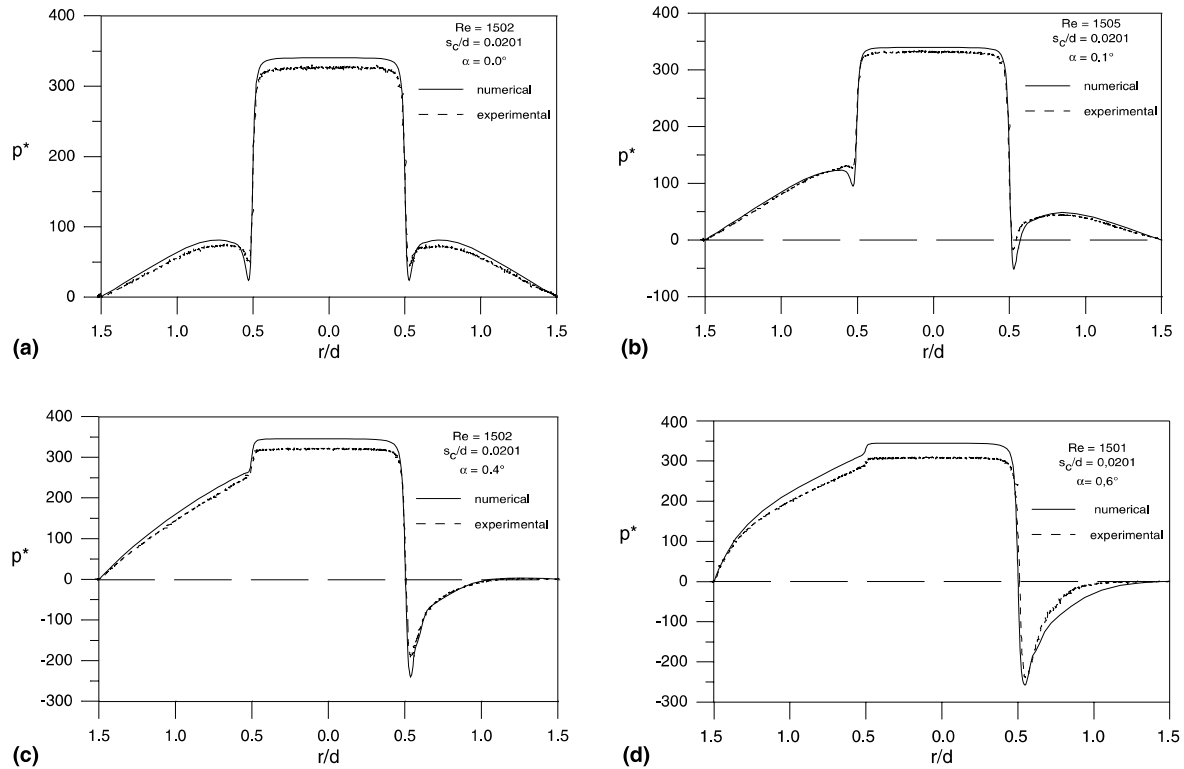 400
300
200
100
0
p*
Re = 1502
s_c/d = 0.0201
α = 0.0°
numerical
experimental
1.5 1.0 0.5 0.0 0.5 1.0 1.5
r/d
(a)
400
300
200
100
0
-100
p*
Re = 1505
s_c/d = 0,0201
α = 0.1°
numerical
experimental
1.5 1.0 0.5 0.0 0.5 1.0 1.5
r/d
(b)
400
300
200
100
0
-100
-200
-300
p*
Re = 1502
s_c/d = 0.0201
α = 0.4°
numerical
experimental
1.5 1.0 0.5 0.0 0.5 1.0 1.5
r/d
(c)
400
300
200
100
0
-100
-200
-300
p*
Re = 1501
s_c/d = 0,0201
α= 0,6°
numerical
experimental
1.5 1.0 0.5 0.0 0.5 1.0 1.5
r/d
(d)